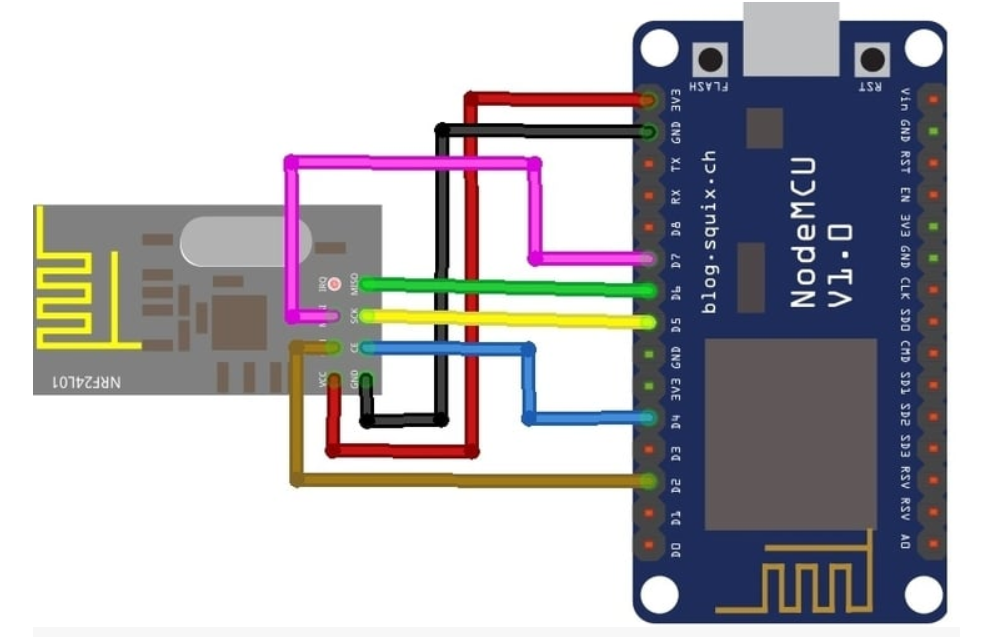 FLASH
RST
3V3
GND
TX
RX
D8
D7
D6
D5
GND
3V3
D4
D3
D2
D1
D0
Vin
GND
RST
EN
3V3
GND
CLK
SD0
CMD
SD1
SD2
SD3
RSV
RSV
A0
blog.squix.ch
NodeMCU
V1.0
IRQ
MISO
SCK
CE
VCC
GND
NRF24L01